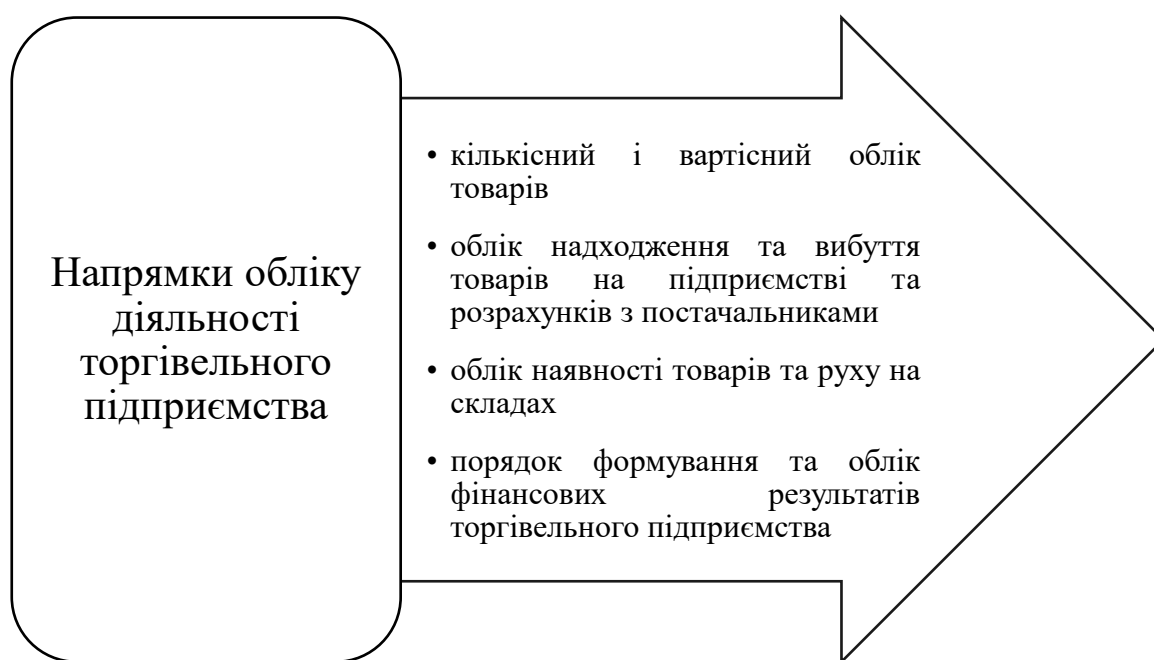 Напрямки обліку
діяльності
торгівельного
підприємства
• кількісний і вартісний облік
товарів
• облік надходження та вибуття
товарів на підприємстві та
розрахунків з постачальниками
• облік наявності товарів та руху на
складах
• порядок формування та облік
фінансових результатів
торгівельного підприємства